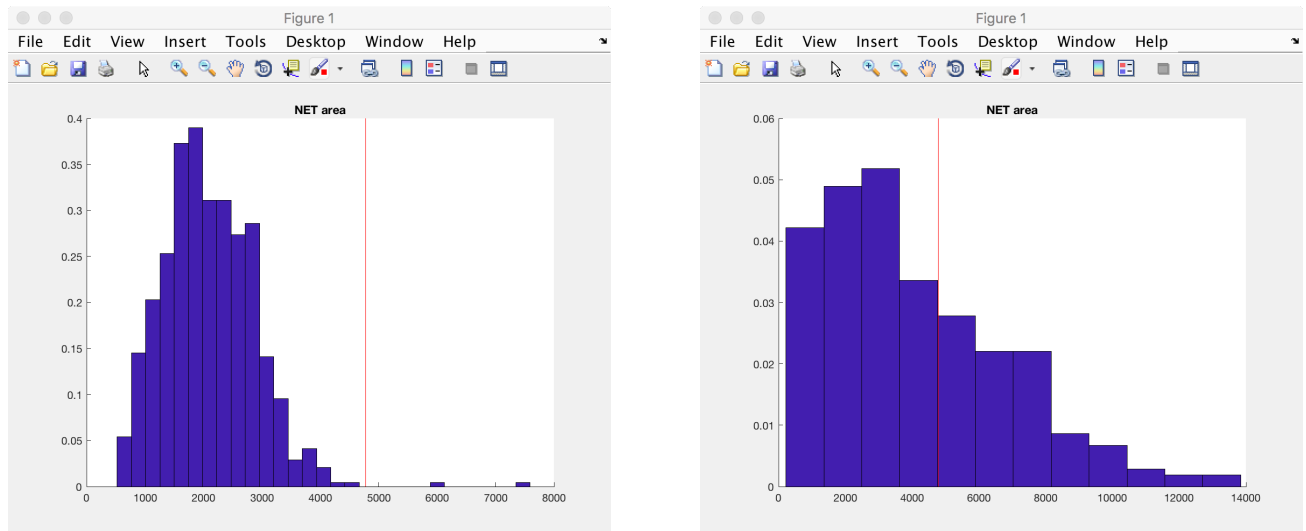 Figure 1
File Edit View Insert Tools Desktop Window Help
NET area
0.4
0.35
0.3
0.25
0.2
0.15
0.1
0.05
0
0 1000 2000 3000 4000 5000 6000 7000 8000
Figure 1
File Edit View Insert Tools Desktop Window Help
NET area
0.06
0.05
0.04
0.03
0.02
0.01
0
0 2000 4000 6000 8000 10000 12000 14000